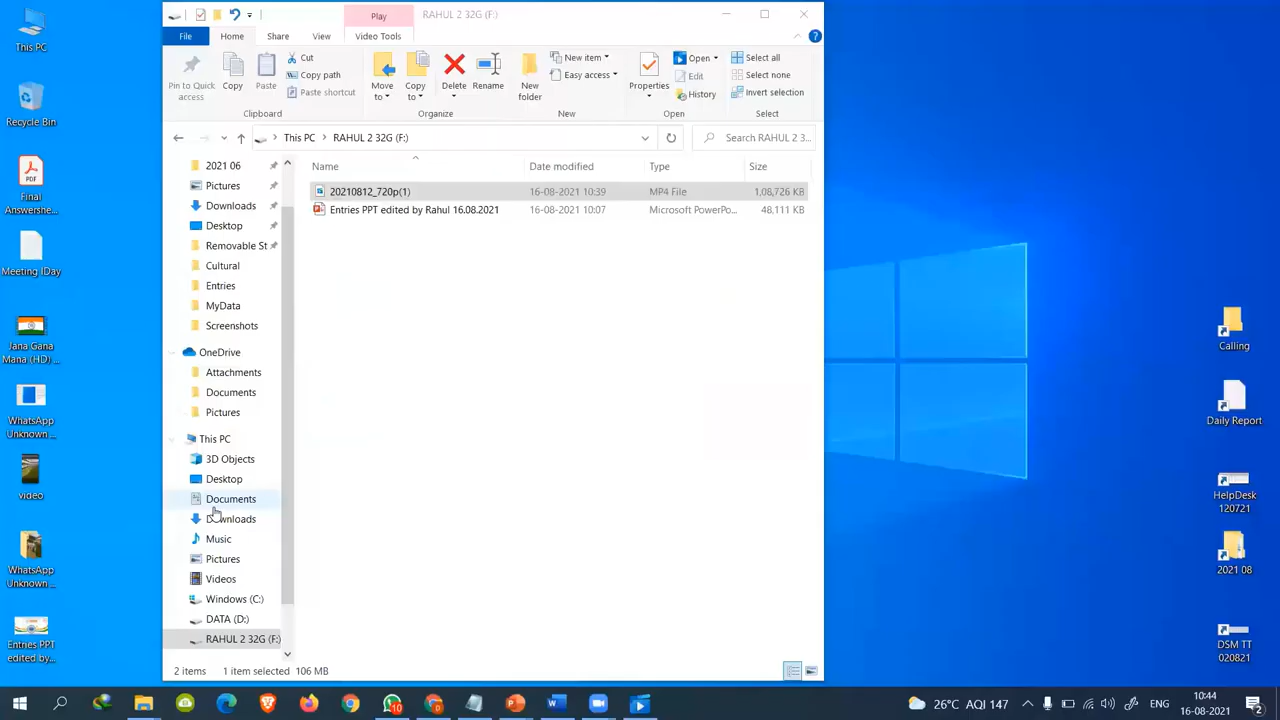 Play
RAHUL 2 32G (F:)
File
Home
Share
View
Video Tools
Pin to Quick access
Copy
Paste
Cut
Copy path
Paste shortcut
Clipboard
Move to
Copy to
Delete
Rename
Organize
New folder
New item
Easy access
New
Properties
Open
Edit
History
Open
Select all
Select none
Invert selection
Select
This PC
RAHUL 2 32G (F:)
Search RAHUL 2 3...
Name
Date modified
Type
Size
20210812_720p(1)
16-08-2021 10:39
MP4 File
1,08,726 KB
Entries PPT edited by Rahul 16.08.2021
16-08-2021 10:07
Microsoft PowerPo...
48,111 KB
2021 06
Pictures
Downloads
Desktop
Removable St
Cultural
Entries
MyData
Screenshots
OneDrive
Attachments
Documents
Pictures
This PC
3D Objects
Desktop
Documents
Downloads
Music
Pictures
Videos
Windows (C:)
DATA (D:)
RAHUL 2 32G (F:)
2 items
1 item selected 106 MB
This PC
Recycle Bin
PDF
Final
Answershe...
Meeting IDay
Jana Gana
Mana (HD) ...
WhatsApp
Unknown ...
video
WhatsApp
Unknown...
Entries PPT
edited by...
Calling
Daily Report
HelpDesk
120721
2021 08
DSM TT
020821
10
26°C AQI 147
ENG
10:44
16-08-2021
2